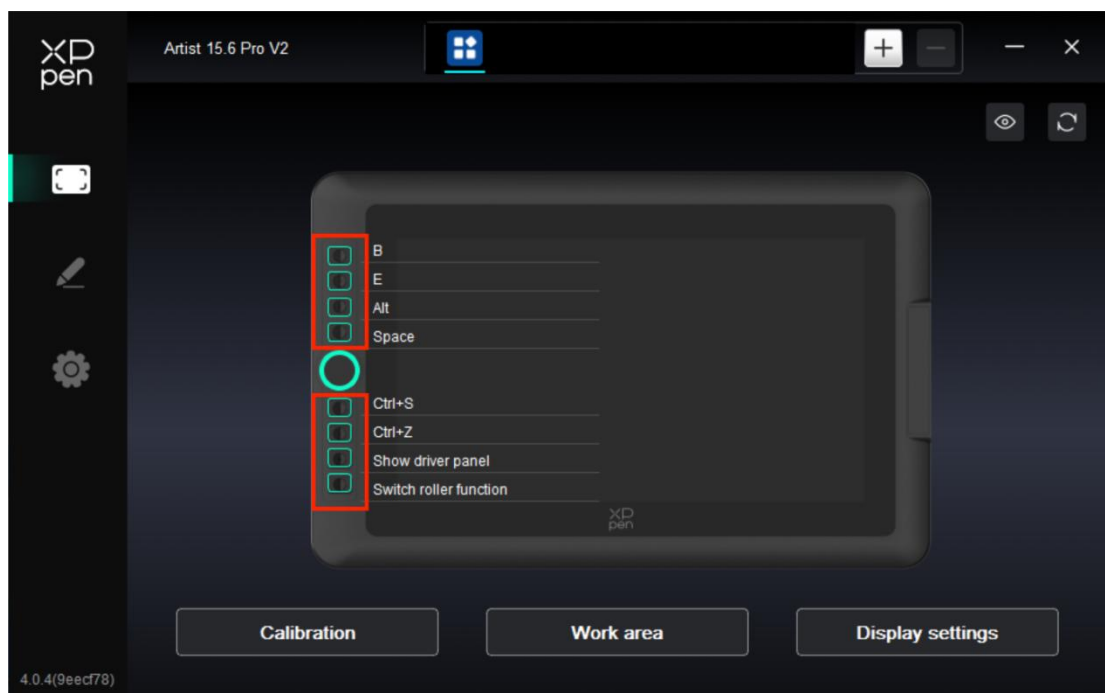 XP
pen
Artist 15.6 Pro V2
B
E
Alt
Space
Ctrl+S
Ctrl+Z
Show driver panel
Switch roller function
XP
pen
Calibration
Work area
Display settings
4.0.4(9eecf78)